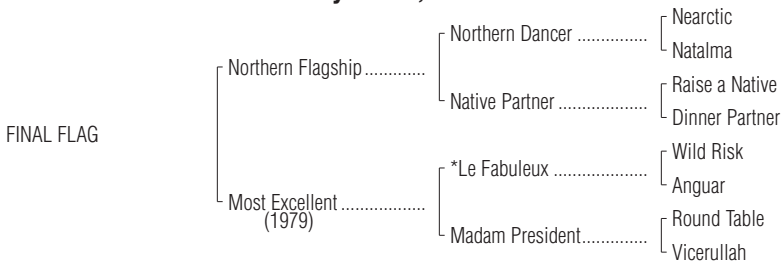 Nearctic
Northern Dancer ...............
Natalma
Northern Flagship .............
Raise a Native
Native Partner ...................
Dinner Partner
FINAL FLAG
Wild Risk
*Le Fabuleux ....................
Anguar
Most Excellent ..................
(1979)
Round Table
Madam President..............
Vicerullah